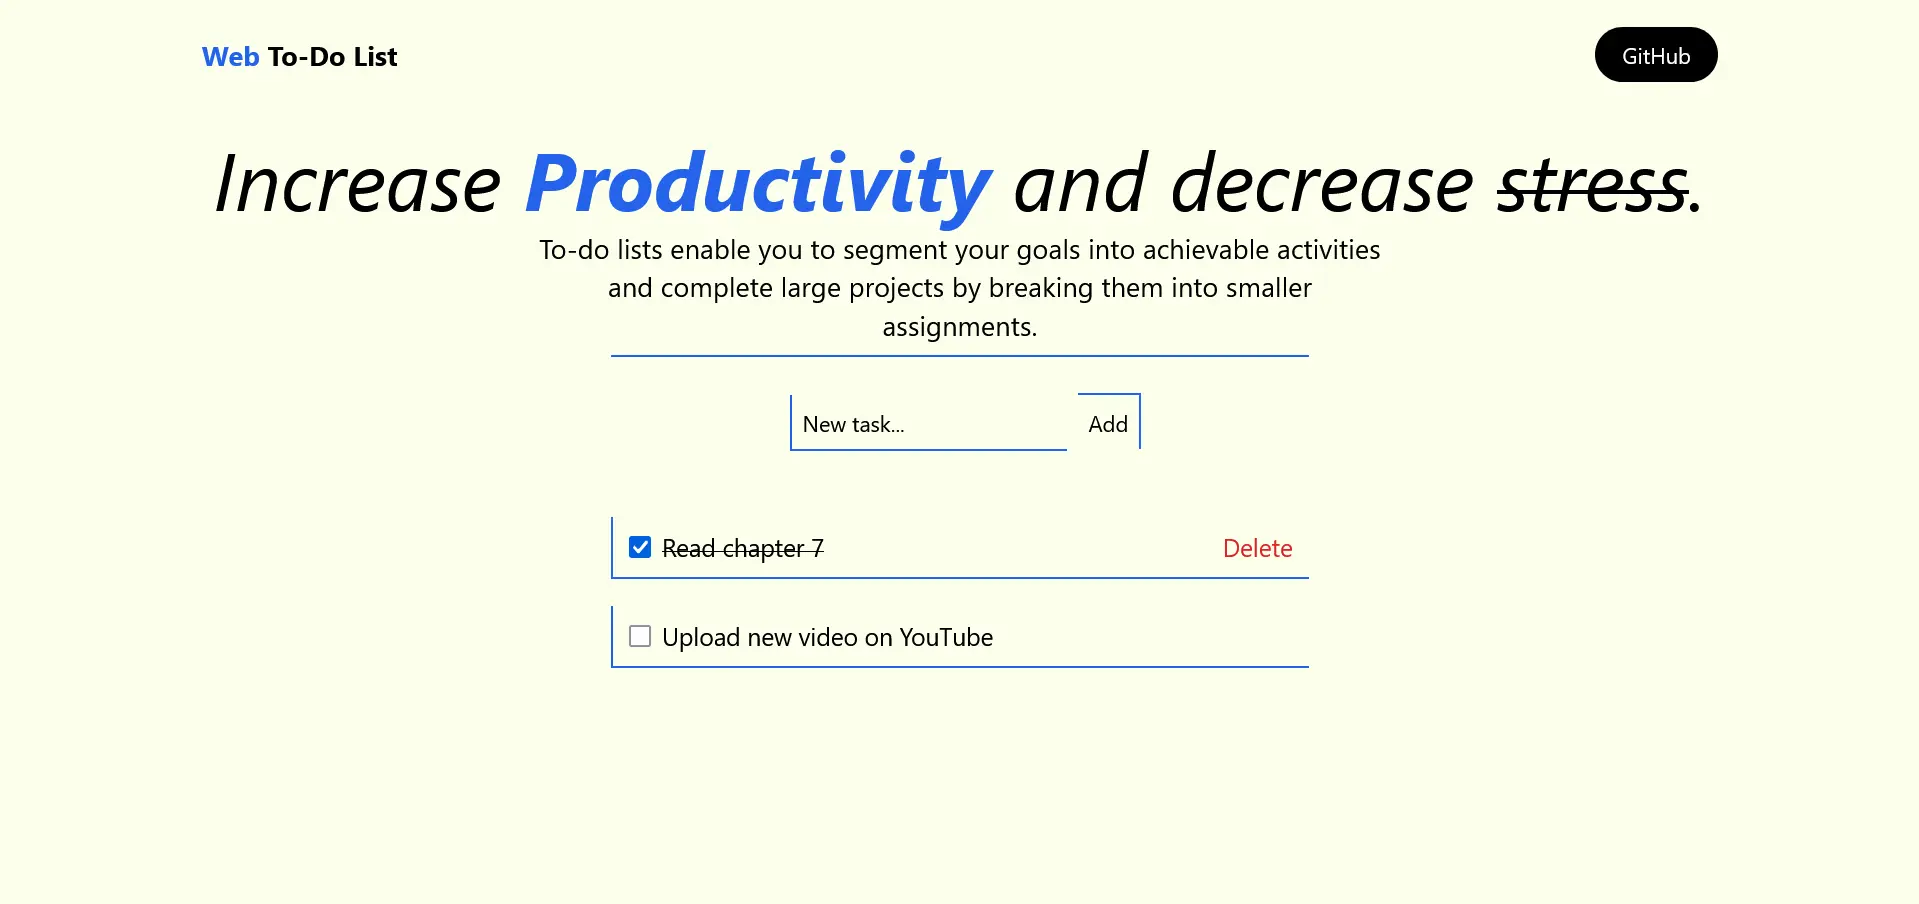 Web To-Do List
GitHub
Increase Productivity and decrease stress.
To-do lists enable you to segment your goals into achievable activities
and complete large projects by breaking them into smaller
assignments.
New task...
Add
Read chapter 7
Delete
Upload new video on YouTube